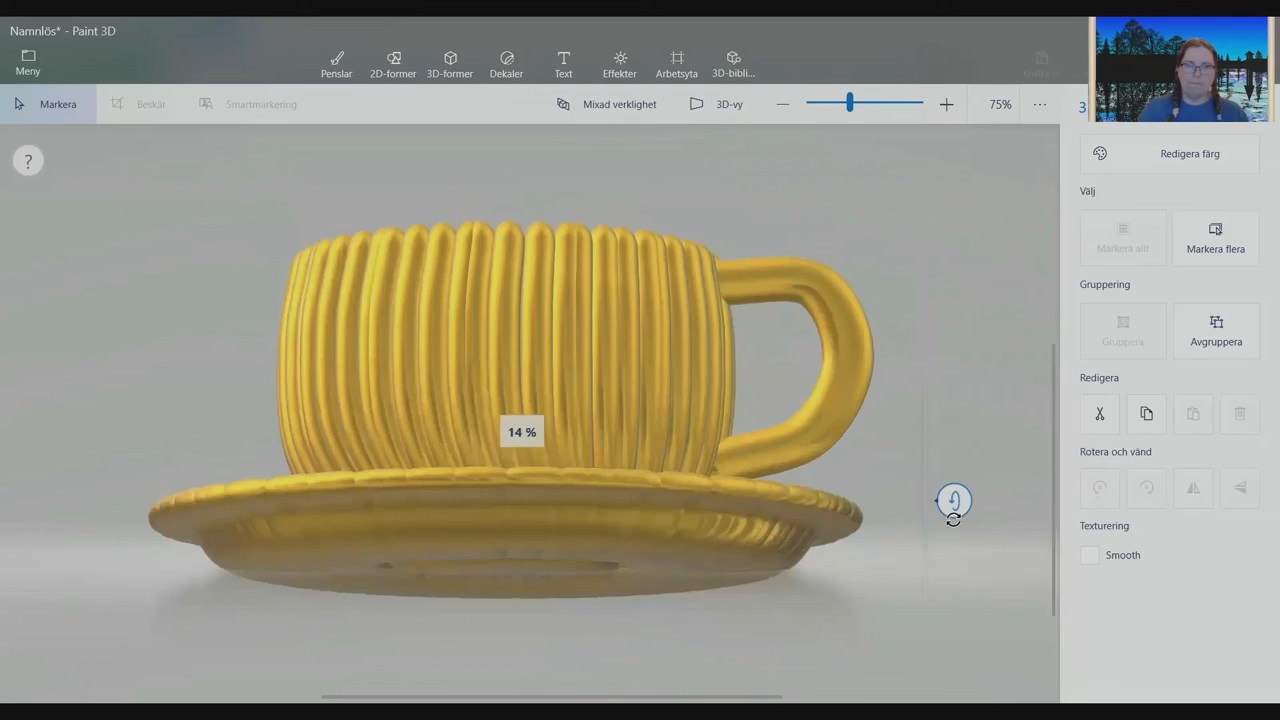 Namnlös* - Paint 3D
Meny
Penslar
2D-former
3D-former
Dekaler
Text
Effekter
Arbetsyta
3D-bibli...
Markera
Beskär
Smartmarkering
Mixad verklighet
3D-vy
75%
3
?
Redigera färg
Välj
Markera allt
Markera flera
Gruppering
Gruppera
Avgruppera
14 %
Redigera
Rotera och vänd
Texturering
Smooth